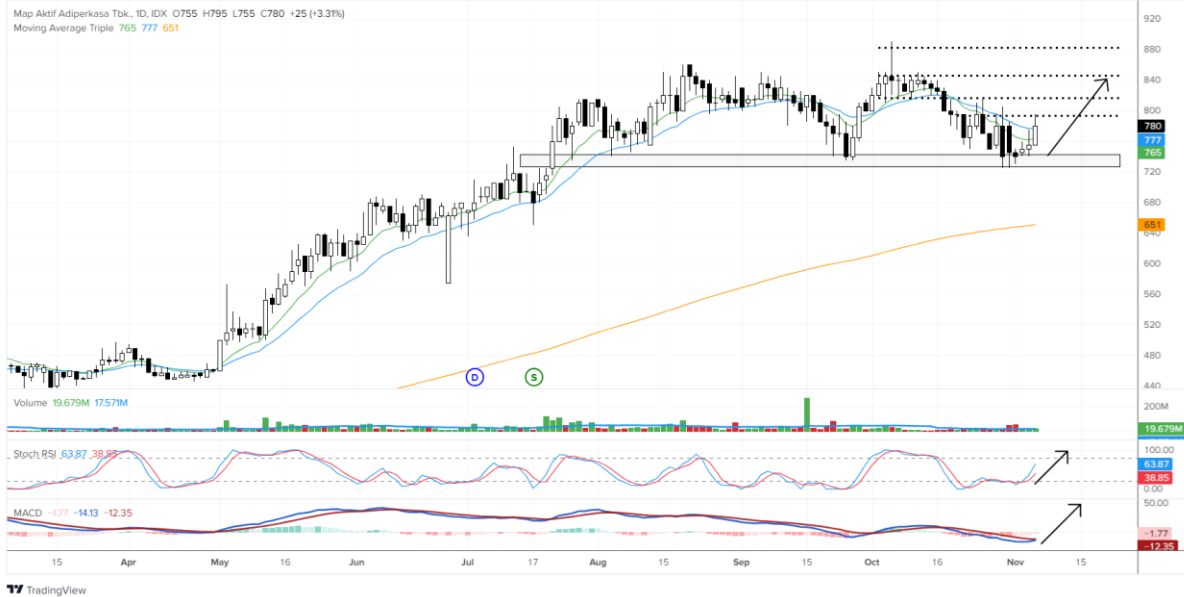 Map Aktif Adiperkasa Tbk., 1D, IDX O755 H795 L755 C780 +25 (+3.31%)
Moving Average Triple 765 777 651
920
880
840
800
780
777
765
720
680
651
640
600
560
520
480
440
D
S
Volume 19.679M 17.571M
200M
19.679M
Stoch RSI 63.87 38.85
100.00
63.87
38.85
0.00
MACD -1.77 -14.13 -12.35
50.00
-1.77
-12.35
15 Apr May 16 Jun Jul 17 Aug 15 Sep 15 Oct 16 Nov 15
TradingView